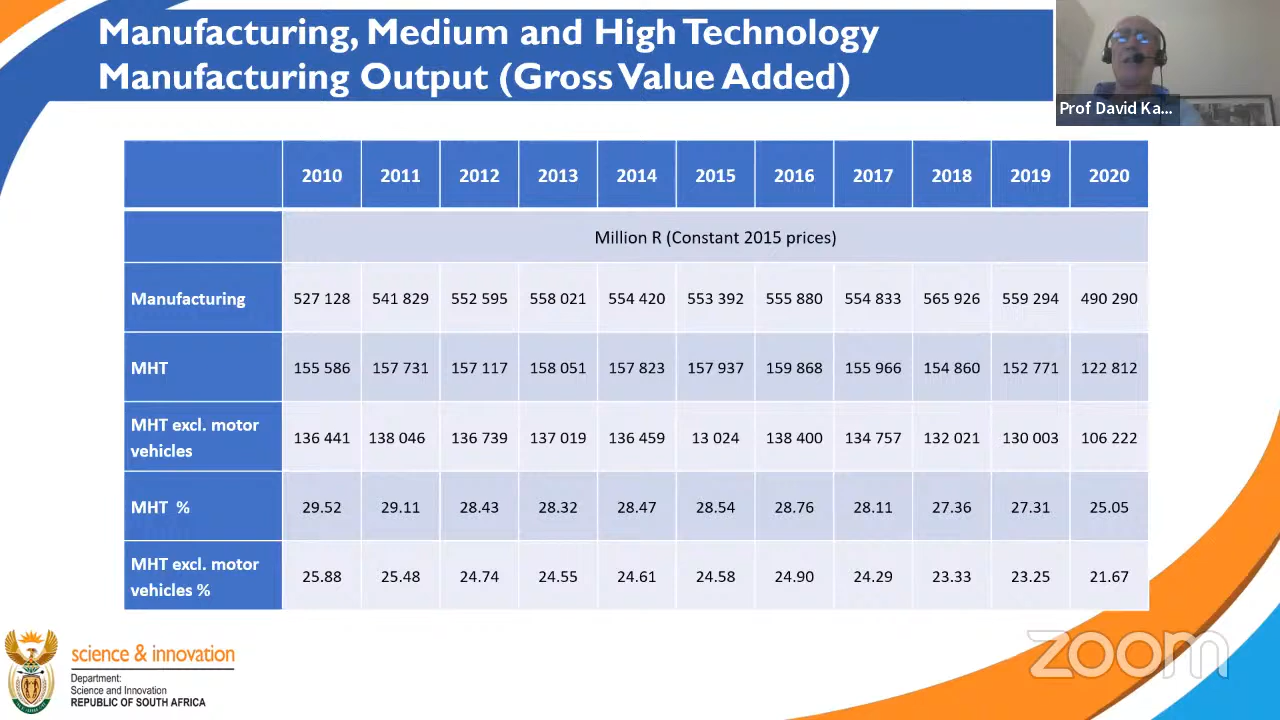 Manufacturing, Medium and High Technology
Manufacturing Output (Gross Value Added)
Prof David Ka...
2010 2011 2012 2013 2014 2015 2016 2017 2018 2019 2020
Million R (Constant 2015 prices)
Manufacturing 527 128 541 829 552 595 558 021 554 420 553 392 555 880 554 833 565 926 559 294 490 290
MHT 155 586 157 731 157 117 158 051 157 823 157 937 159 868 155 966 154 860 152 771 122 812
MHT excl. motor
vehicles 136 441 138 046 136 739 137 019 136 459 13 024 138 400 134 757 132 021 130 003 106 222
MHT % 29.52 29.11 28.43 28.32 28.47 28.54 28.76 28.11 27.36 27.31 25.05
MHT excl. motor
vehicles % 25.88 25.48 24.74 24.55 24.61 24.58 24.90 24.29 23.33 23.25 21.67
zoom
science & innovation
Department:
Science and Innovation
REPUBLIC OF SOUTH AFRICA